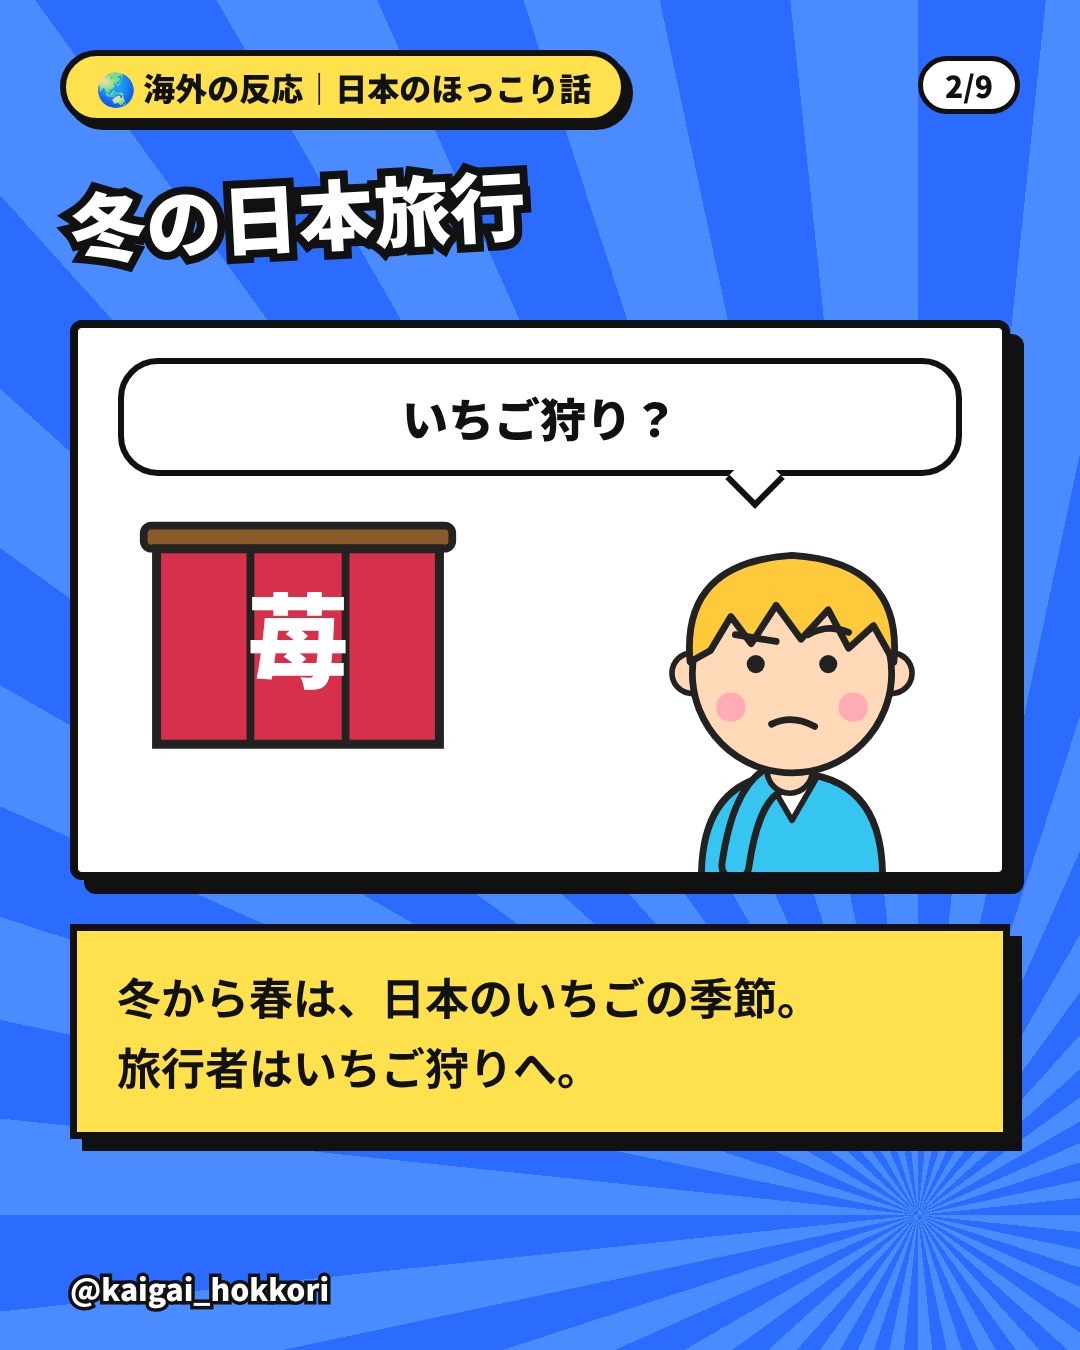 🌏 海外の反応｜日本のほっこり話
2/9
冬の日本旅行
いちご狩り？
苺
冬から春は、日本のいちごの季節。
旅行者はいちご狩りへ。
@kaigai_hokkori